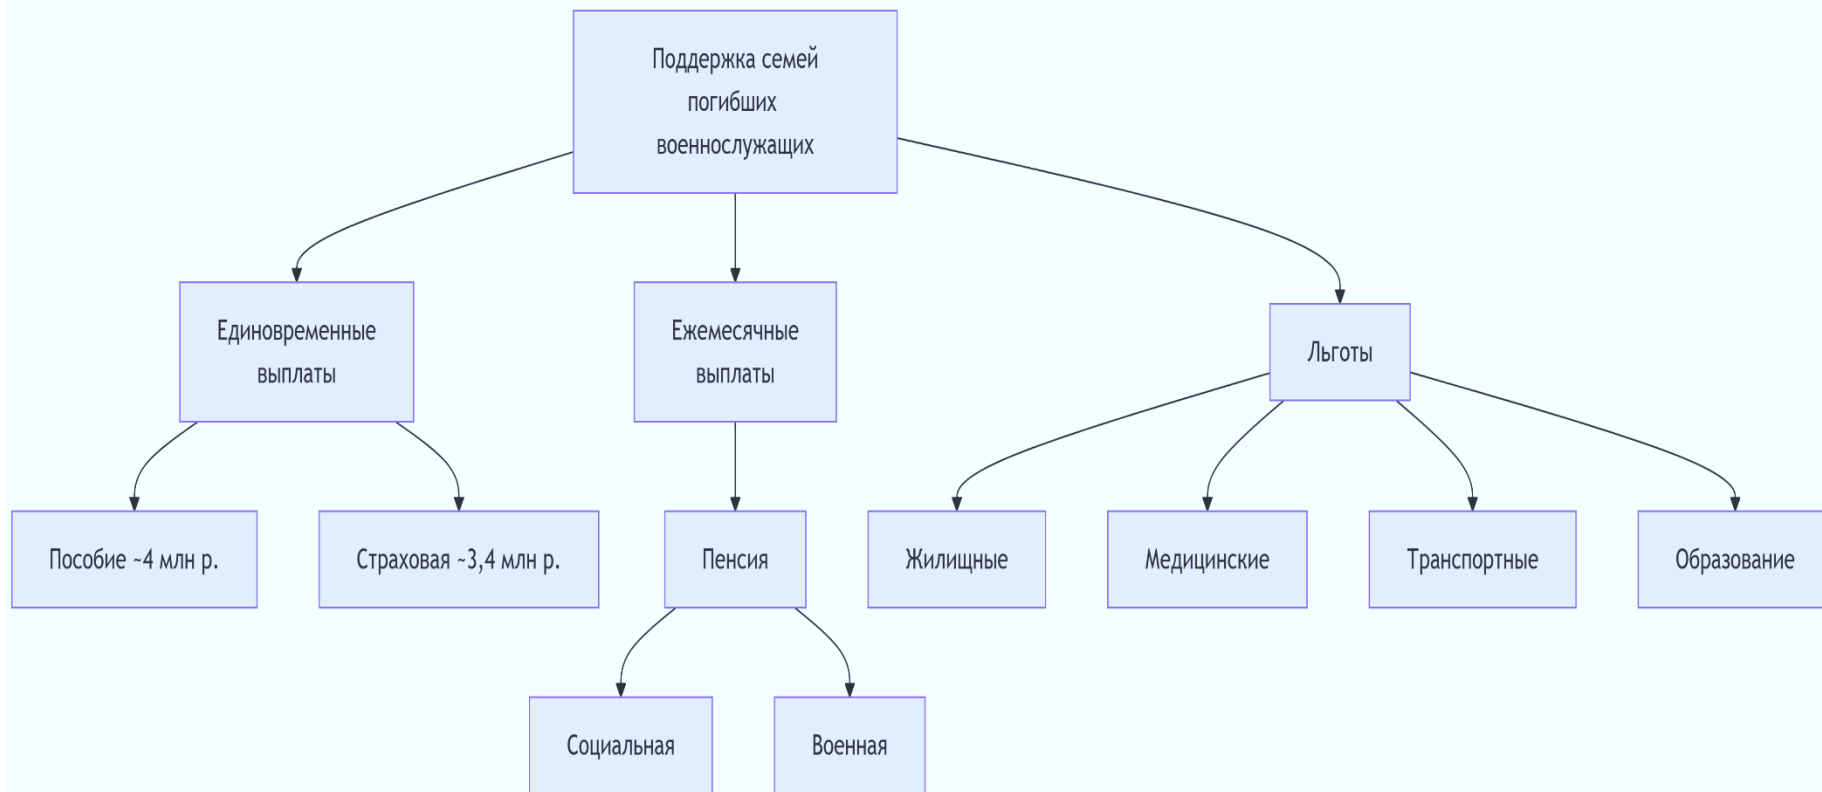 Поддержка семей
погибших
военнослужащих
Единовременные
выплаты
Ежемесячные
выплаты
Льготы
Пособие ~4 млн р.
Страховая ~3,4 млн р.
Пенсия
Жилищные
Медицинские
Транспортные
Образование
Социальная
Военная